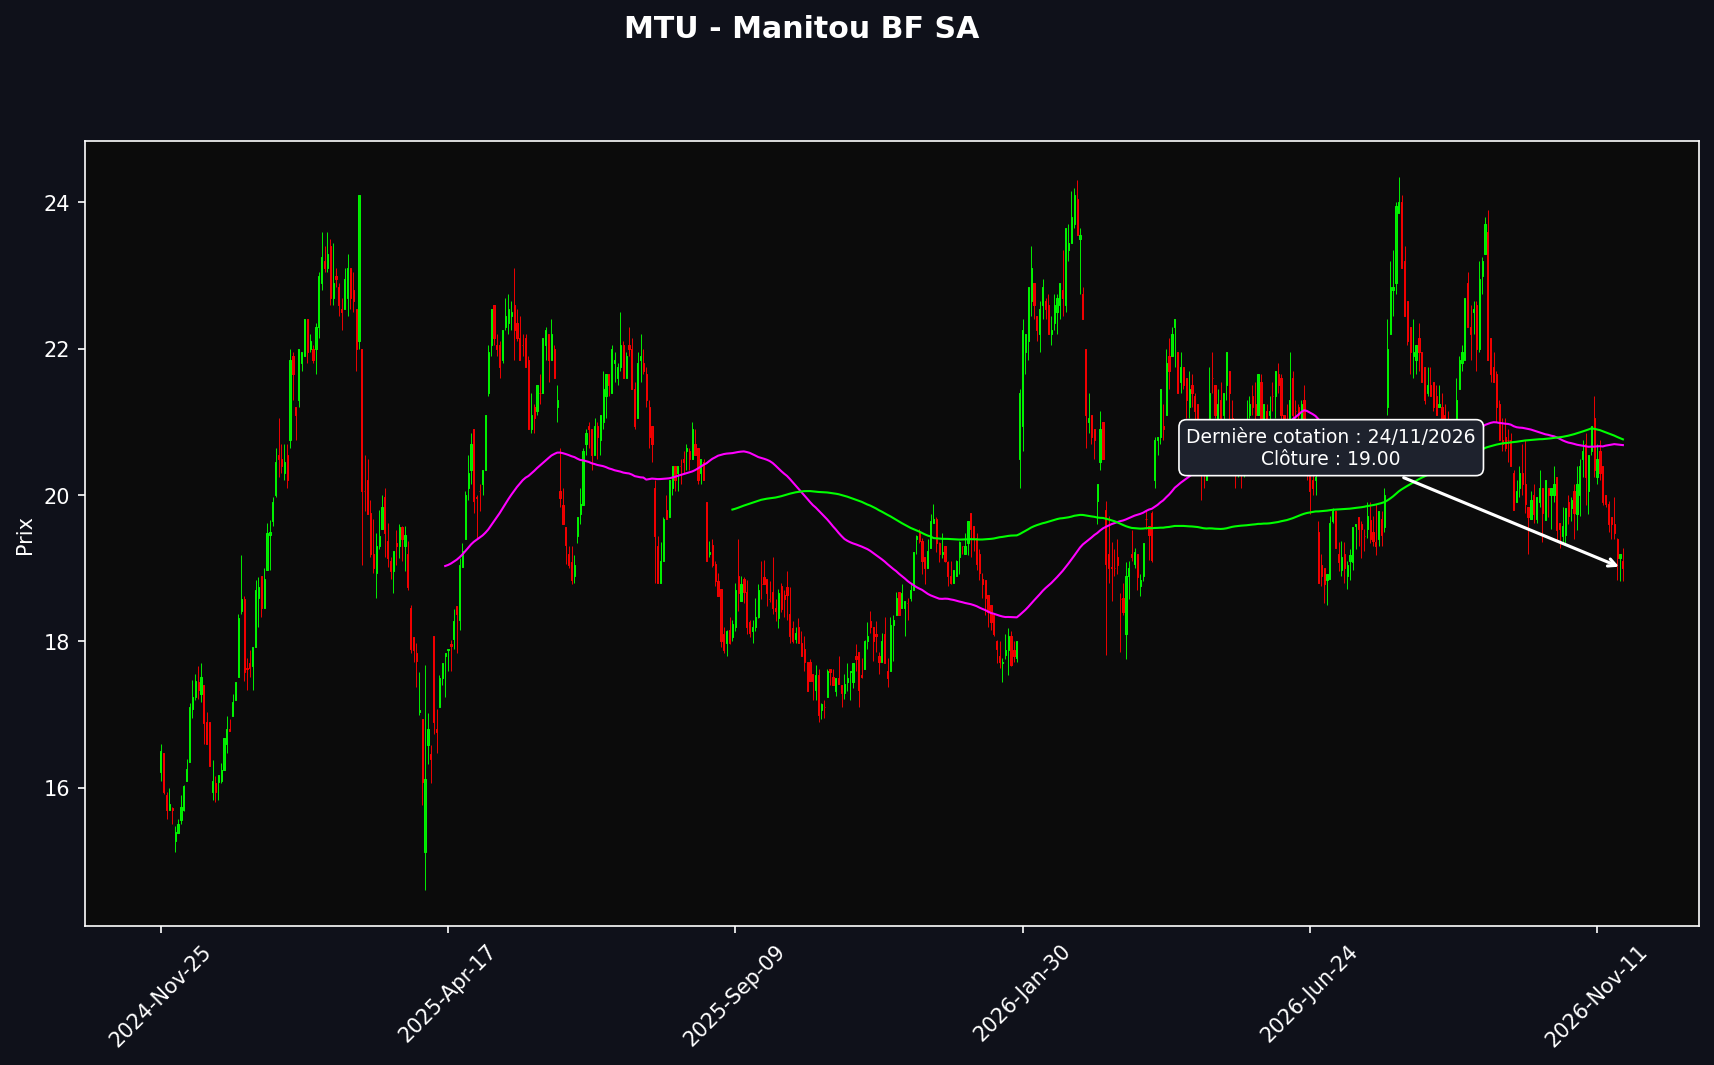 MTU - Manitou BF SA
Prix
24
22
20
18
16
Dernière cotation : 24/11/2026
Clôture : 19.00
2024-Nov-25
2025-Apr-17
2025-Sep-09
2026-Jan-30
2026-Jun-24
2026-Nov-11